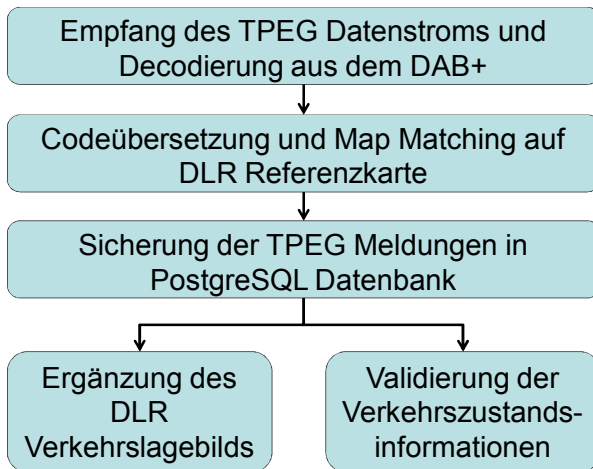 Empfang des TPEG Datenstroms und
Decodierung aus dem DAB+
Codeübersetzung und Map Matching auf
DLR Referenzkarte
Sicherung der TPEG Meldungen in
PostgreSQL Datenbank
Ergänzung des
DLR
Verkehrslagebilds
Validierung der
Verkehrszustands-
informationen